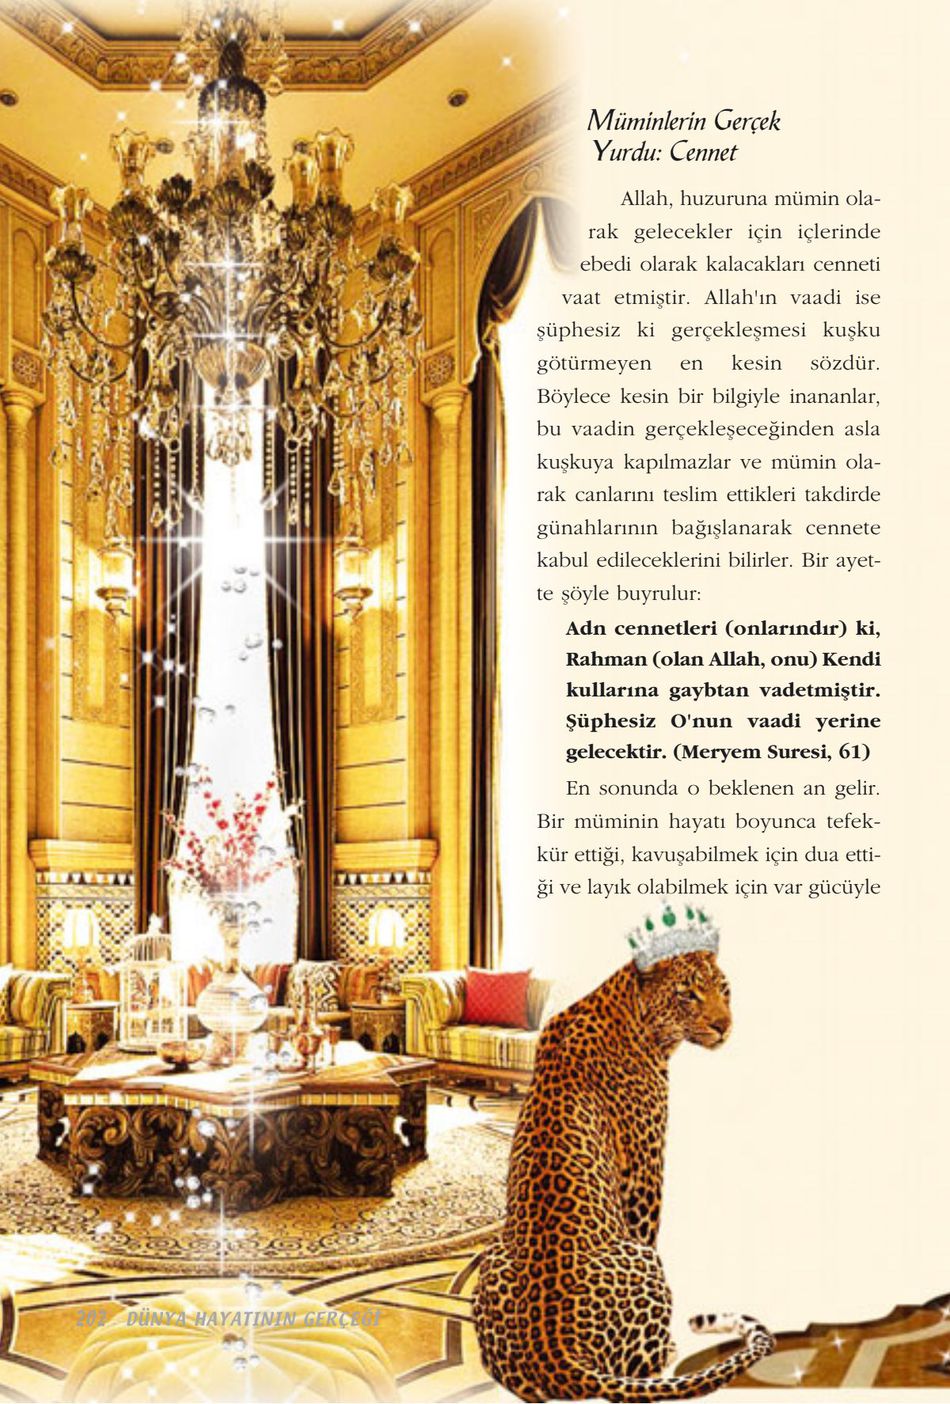 Müminlerin Gerçek
Yurdu: Cennet
Allah, huzuruna mümin ola-
rak gelecekler için içlerinde
ebedi olarak kalacakları cenneti
vaat etmiştir. Allah'ın vaadi ise
şüphesiz ki gerçekleşmesi kuşku
götürmeyen en kesin sözdür.
Böylece kesin bir bilgiyle inananlar,
bu vaadin gerçekleşeceğinden asla
kuşkuya kapılmazlar ve mümin ola-
rak canlarını teslim ettikleri takdirde
günahlarının bağışlanarak cennete
kabul edileceklerini bilirler. Bir ayet-
te şöyle buyrulur:
Adn cennetleri (onlarındır) ki,
Rahman (olan Allah, onu) Kendi
kullarına gaybtan vadetmiştir.
Şüphesiz O'nun vaadi yerine
gelecektir. (Meryem Suresi, 61)
En sonunda o beklenen an gelir.
Bir müminin hayatı boyunca tefek-
kür ettiği, kavuşabilmek için dua etti-
ği ve layık olabilmek için var gücüyle
202 DÜNYA HAYATININ GERÇEĞİ